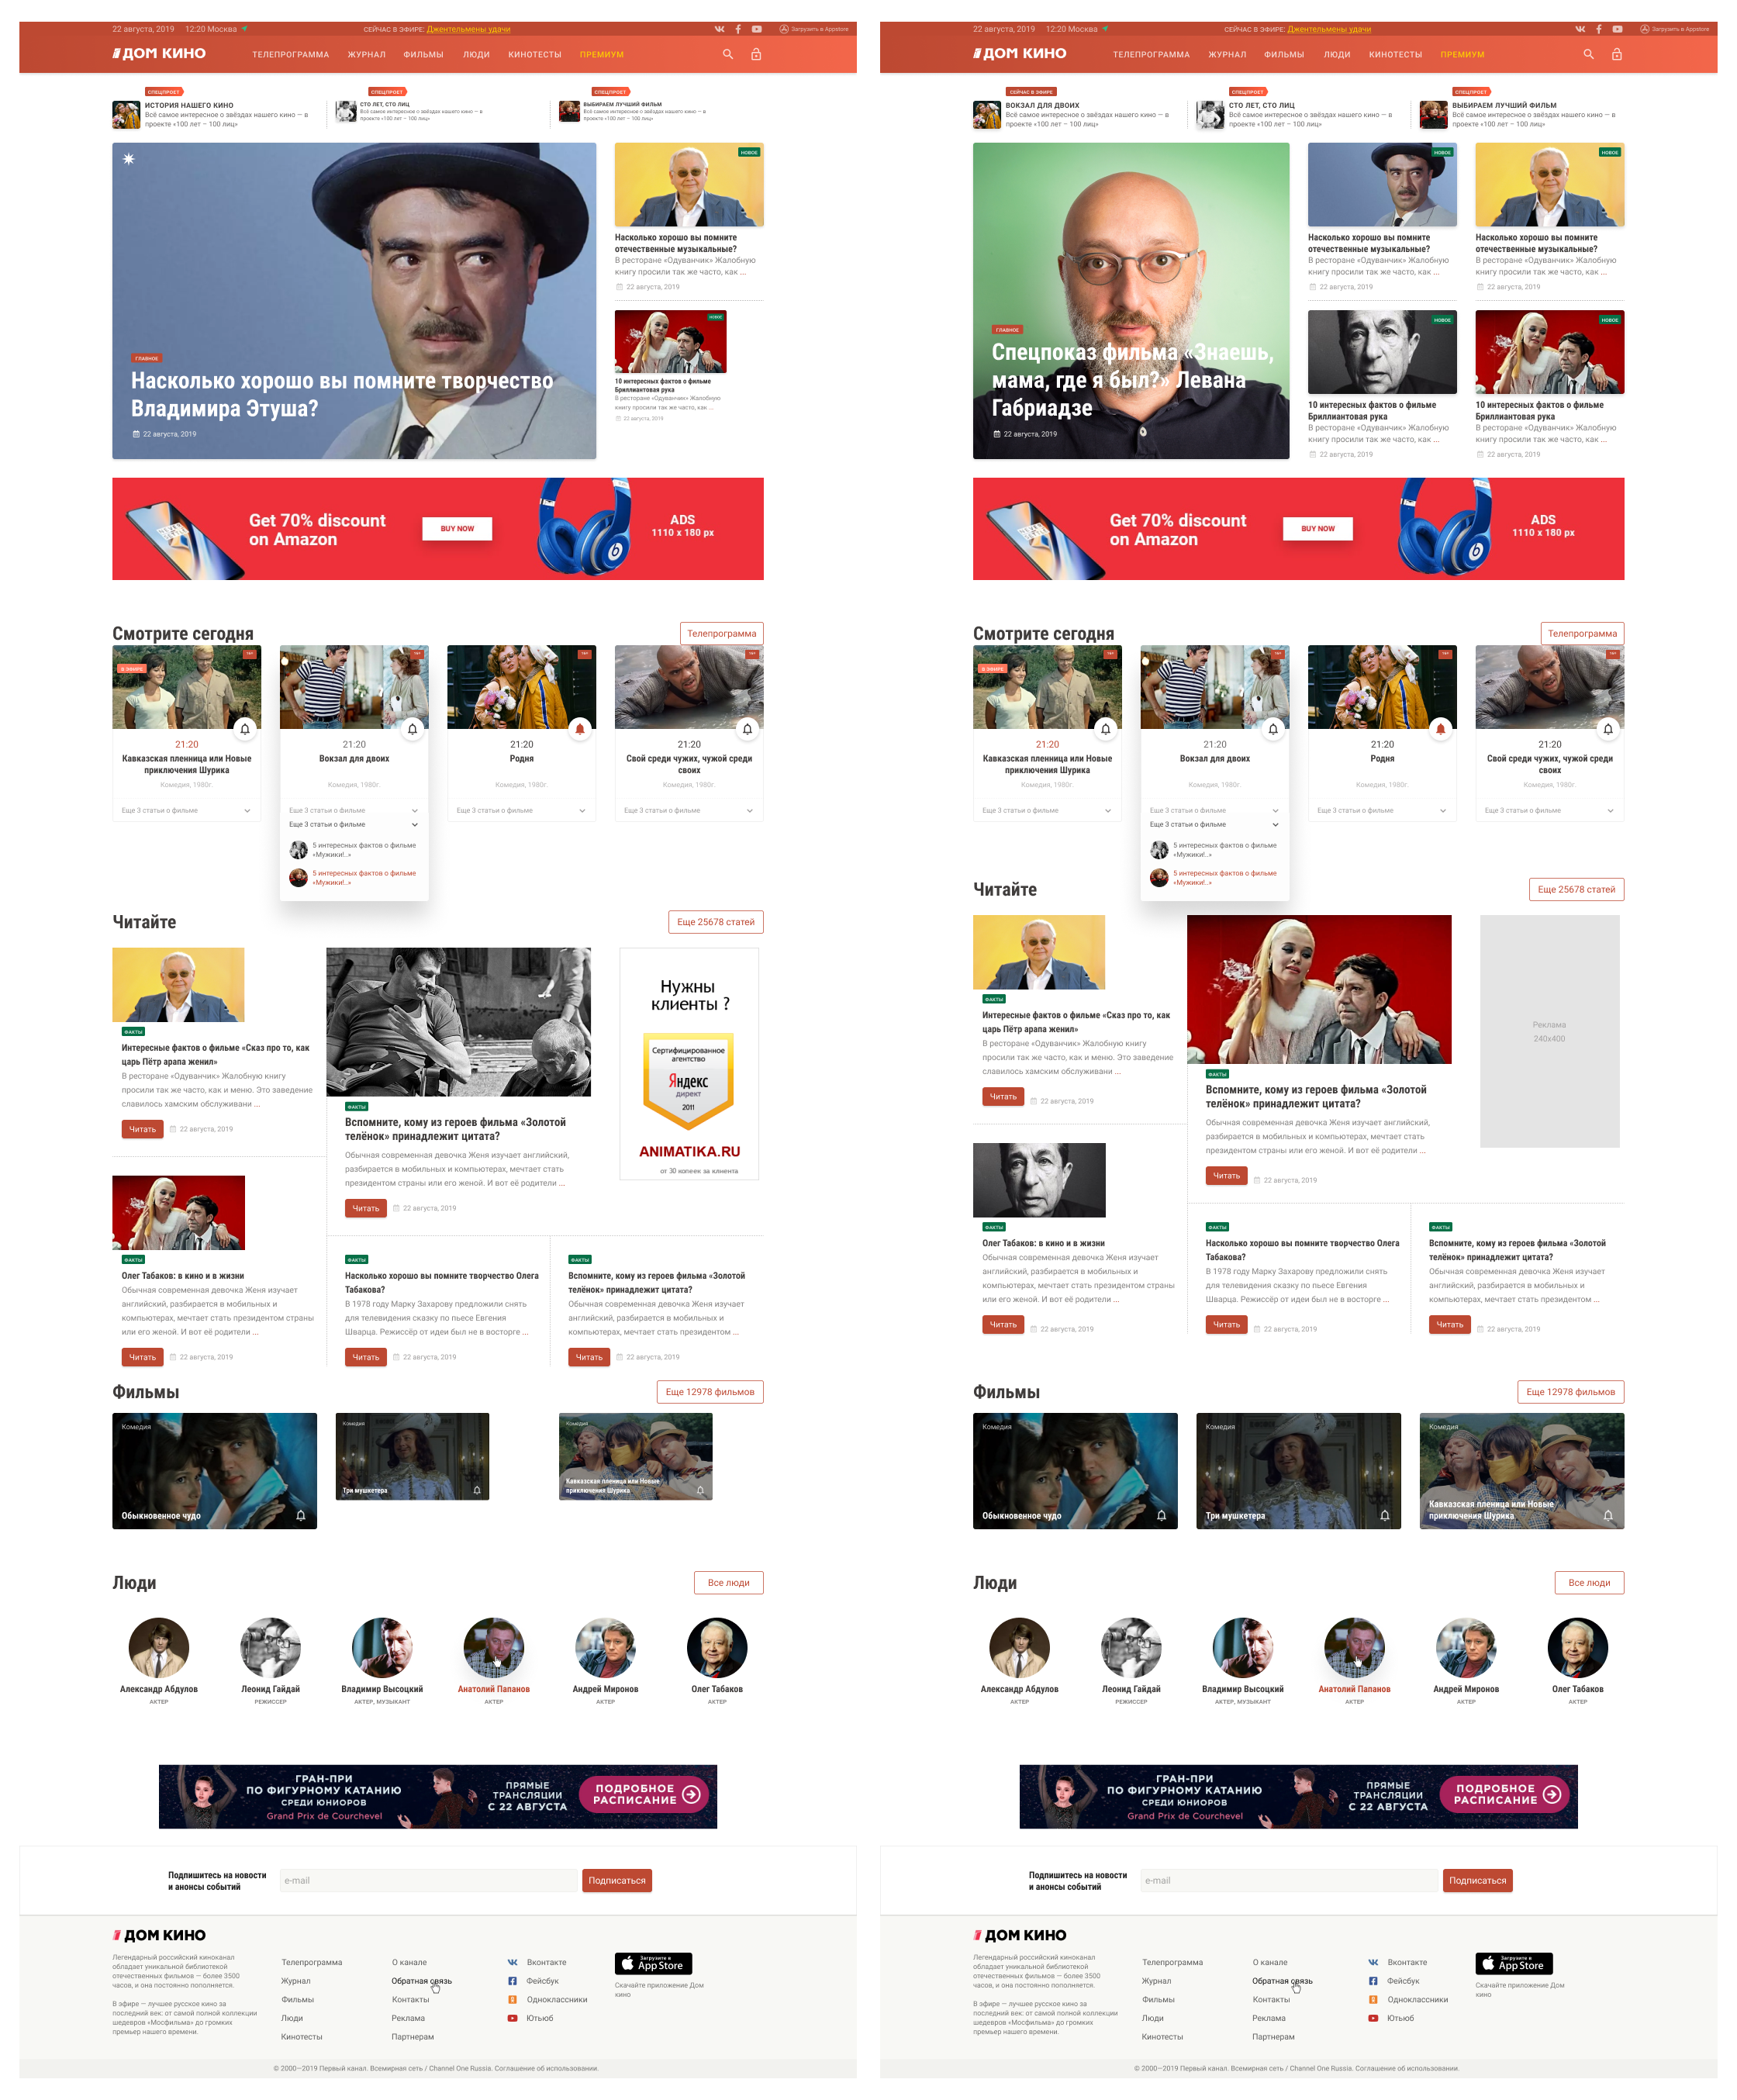 22 августа, 2019 12:20 Москва
СЕЙЧАС В ЭФИРЕ: Джентельмены удачи
Загрузить в Appstore
ДОМ КИНО
ТЕЛЕПРОГРАММА ЖУРНАЛ ФИЛЬМЫ ЛЮДИ КИНОТЕСТЫ ПРЕМИУМ
СПЕЦПРОЕТ
ИСТОРИЯ НАШЕГО КИНО
Всё самое интересное о звёздах нашего кино — в
проекте «100 лет – 100 лиц»
СПЕЦПРОЕТ
СТО ЛЕТ, СТО ЛИЦ
Всё самое интересное о звёздах нашего кино — в
проекте «100 лет – 100 лиц»
СПЕЦПРОЕТ
ВЫБИРАЕМ ЛУЧШИЙ ФИЛЬМ
Всё самое интересное о звёздах нашего кино — в
проекте «100 лет – 100 лиц»
ГЛАВНОЕ
Насколько хорошо вы помните творчество
Владимира Этуша?
22 августа, 2019
НОВОЕ
Насколько хорошо вы помните
отечественные музыкальные?
В ресторане «Одуванчик» Жалобную
книгу просили так же часто, как ...
22 августа, 2019
НОВОЕ
10 интересных фактов о фильме
Бриллиантовая рука
В ресторане «Одуванчик» Жалобную
книгу просили так же часто, как ...
22 августа, 2019
Get 70% discount
on Amazon
BUY NOW
ADS
1110 x 180 px
Смотрите сегодня
Телепрограмма
В ЭФИРЕ
21:20
Кавказская пленница или Новые
приключения Шурика
Комедия, 1980г.
Еще 3 статьи о фильме
21:20
Вокзал для двоих
Комедия, 1980г.
Еще 3 статьи о фильме
Еще 3 статьи о фильме
5 интересных фактов о фильме
«Мужики!..»
5 интересных фактов о фильме
«Мужики!..»
21:20
Родня
Комедия, 1980г.
Еще 3 статьи о фильме
21:20
Свой среди чужих, чужой среди
своих
Комедия, 1980г.
Еще 3 статьи о фильме
Читайте
Еще 25678 статей
ФАКТЫ
Интересные факты о фильме «Сказ про то, как
царь Пётр арапа женил»
В ресторане «Одуванчик» Жалобную книгу
просили так же часто, как и меню. Это заведение
славилось хамским обслуживани ...
Читать
22 августа, 2019
ФАКТЫ
Олег Табаков: в кино и в жизни
Обычная современная девочка Женя изучает
английский, разбирается в мобильных и
компьютерах, мечтает стать президентом страны
или его женой. И вот её родители ...
Читать
22 августа, 2019
ФАКТЫ
Вспомните, кому из героев фильма «Золотой
телёнок» принадлежит цитата?
Обычная современная девочка Женя изучает английский,
разбирается в мобильных и компьютерах, мечтает стать
президентом страны или его женой. И вот её родители ...
Читать
22 августа, 2019
Нужны
клиенты ?
Сертифицированное
агентство
Яндекс
директ
2011
ANIMATIKA.RU
от 30 копеек за клиента
ФАКТЫ
Насколько хорошо вы помните творчество Олега
Табакова?
В 1978 году Марку Захарову предложили снять
для телевидения сказку по пьесе Евгения
Шварца. Режиссёр от идеи был не в восторге ...
Читать
22 августа, 2019
ФАКТЫ
Вспомните, кому из героев фильма «Золотой
телёнок» принадлежит цитата?
Обычная современная девочка Женя изучает
английский, разбирается в мобильных и
компьютерах, мечтает стать президентом ...
Читать
22 августа, 2019
Фильмы
Еще 12978 фильмов
Комедия
Обыкновенное чудо
Комедия
Три мушкетера
Комедия
Кавказская пленица или Новые
приключения Шурика
Люди
Все люди
Александр Абдулов
АКТЕР
Леонид Гайдай
РЕЖИССЕР
Владимир Высоцкий
АКТЕР, МУЗЫКАНТ
Анатолий Папанов
АКТЕР
Андрей Миронов
АКТЕР
Олег Табаков
АКТЕР
ГРАН-ПРИ
ПО ФИГУРНОМУ КАТАНИЮ
СРЕДИ ЮНИОРОВ
Grand Prix de Courchevel
ПРЯМЫЕ
ТРАНСЛЯЦИИ
С 22 АВГУСТА
ПОДРОБНОЕ
РАСПИСАНИЕ
Подпишитесь на новости
и анонсы событий
e-mail
Подписаться
ДОМ КИНО
Легендарный российский киноканал
обладает уникальной библиотекой
отечественных фильмов — более 3500
часов, и она постоянно пополняется.
В эфире — лучшее русское кино за
последний век: от самой полной коллекции
шедевров «Мосфильма» до громких
премьер нашего времени.
Телепрограмма
Журнал
Фильмы
Люди
Кинотесты
О канале
Обратная связь
Контакты
Реклама
Партнерам
Вконтакте
Фейсбук
Одноклассники
Ютьюб
Загрузите в
App Store
Скачайте приложение Дом
кино
© 2000—2019 Первый канал. Всемирная сеть / Channel One Russia. Соглашение об использовании.
22 августа, 2019 12:20 Москва
СЕЙЧАС В ЭФИРЕ: Джентельмены удачи
Загрузить в Appstore
ДОМ КИНО
ТЕЛЕПРОГРАММА ЖУРНАЛ ФИЛЬМЫ ЛЮДИ КИНОТЕСТЫ ПРЕМИУМ
СЕЙЧАС В ЭФИРЕ
ВОКЗАЛ ДЛЯ ДВОИХ
Всё самое интересное о звёздах нашего кино — в
проекте «100 лет – 100 лиц»
СПЕЦПРОЕТ
СТО ЛЕТ, СТО ЛИЦ
Всё самое интересное о звёздах нашего кино — в
проекте «100 лет – 100 лиц»
СПЕЦПРОЕТ
ВЫБИРАЕМ ЛУЧШИЙ ФИЛЬМ
Всё самое интересное о звёздах нашего кино — в
проекте «100 лет – 100 лиц»
ГЛАВНОЕ
Спецпоказ фильма «Знаешь,
мама, где я был?» Левана
Габриадзе
22 августа, 2019
НОВОЕ
Насколько хорошо вы помните
отечественные музыкальные?
В ресторане «Одуванчик» Жалобную
книгу просили так же часто, как ...
22 августа, 2019
НОВОЕ
Насколько хорошо вы помните
отечественные музыкальные?
В ресторане «Одуванчик» Жалобную
книгу просили так же часто, как ...
22 августа, 2019
НОВОЕ
10 интересных фактов о фильме
Бриллиантовая рука
В ресторане «Одуванчик» Жалобную
книгу просили так же часто, как ...
22 августа, 2019
НОВОЕ
10 интересных фактов о фильме
Бриллиантовая рука
В ресторане «Одуванчик» Жалобную
книгу просили так же часто, как ...
22 августа, 2019
Get 70% discount
on Amazon
BUY NOW
ADS
1110 x 180 px
Смотрите сегодня
Телепрограмма
В ЭФИРЕ
21:20
Кавказская пленница или Новые
приключения Шурика
Комедия, 1980г.
Еще 3 статьи о фильме
21:20
Вокзал для двоих
Комедия, 1980г.
Еще 3 статьи о фильме
Еще 3 статьи о фильме
5 интересных фактов о фильме
«Мужики!..»
5 интересных фактов о фильме
«Мужики!..»
21:20
Родня
Комедия, 1980г.
Еще 3 статьи о фильме
21:20
Свой среди чужих, чужой среди
своих
Комедия, 1980г.
Еще 3 статьи о фильме
Читайте
Еще 25678 статей
ФАКТЫ
Интересные факты о фильме «Сказ про то, как
царь Пётр арапа женил»
В ресторане «Одуванчик» Жалобную книгу
просили так же часто, как и меню. Это заведение
славилось хамским обслуживани ...
Читать
22 августа, 2019
ФАКТЫ
Олег Табаков: в кино и в жизни
Обычная современная девочка Женя изучает
английский, разбирается в мобильных и
компьютерах, мечтает стать президентом страны
или его женой. И вот её родители ...
Читать
22 августа, 2019
ФАКТЫ
Вспомните, кому из героев фильма «Золотой
телёнок» принадлежит цитата?
Обычная современная девочка Женя изучает английский,
разбирается в мобильных и компьютерах, мечтает стать
президентом страны или его женой. И вот её родители ...
Читать
22 августа, 2019
Реклама
240x400
ФАКТЫ
Насколько хорошо вы помните творчество Олега
Табакова?
В 1978 году Марку Захарову предложили снять
для телевидения сказку по пьесе Евгения
Шварца. Режиссёр от идеи был не в восторге ...
Читать
22 августа, 2019
ФАКТЫ
Вспомните, кому из героев фильма «Золотой
телёнок» принадлежит цитата?
Обычная современная девочка Женя изучает
английский, разбирается в мобильных и
компьютерах, мечтает стать президентом ...
Читать
22 августа, 2019
Фильмы
Еще 12978 фильмов
Комедия
Обыкновенное чудо
Комедия
Три мушкетера
Комедия
Кавказская пленица или Новые
приключения Шурика
Люди
Все люди
Александр Абдулов
АКТЕР
Леонид Гайдай
РЕЖИССЕР
Владимир Высоцкий
АКТЕР, МУЗЫКАНТ
Анатолий Папанов
АКТЕР
Андрей Миронов
АКТЕР
Олег Табаков
АКТЕР
ГРАН-ПРИ
ПО ФИГУРНОМУ КАТАНИЮ
СРЕДИ ЮНИОРОВ
Grand Prix de Courchevel
ПРЯМЫЕ
ТРАНСЛЯЦИИ
С 22 АВГУСТА
ПОДРОБНОЕ
РАСПИСАНИЕ
Подпишитесь на новости
и анонсы событий
e-mail
Подписаться
ДОМ КИНО
Легендарный российский киноканал
обладает уникальной библиотекой
отечественных фильмов — более 3500
часов, и она постоянно пополняется.
В эфире — лучшее русское кино за
последний век: от самой полной коллекции
шедевров «Мосфильма» до громких
премьер нашего времени.
Телепрограмма
Журнал
Фильмы
Люди
Кинотесты
О канале
Обратная связь
Контакты
Реклама
Партнерам
Вконтакте
Фейсбук
Одноклассники
Ютьюб
Загрузите в
App Store
Скачайте приложение Дом
кино
© 2000—2019 Первый канал. Всемирная сеть / Channel One Russia. Соглашение об использовании.